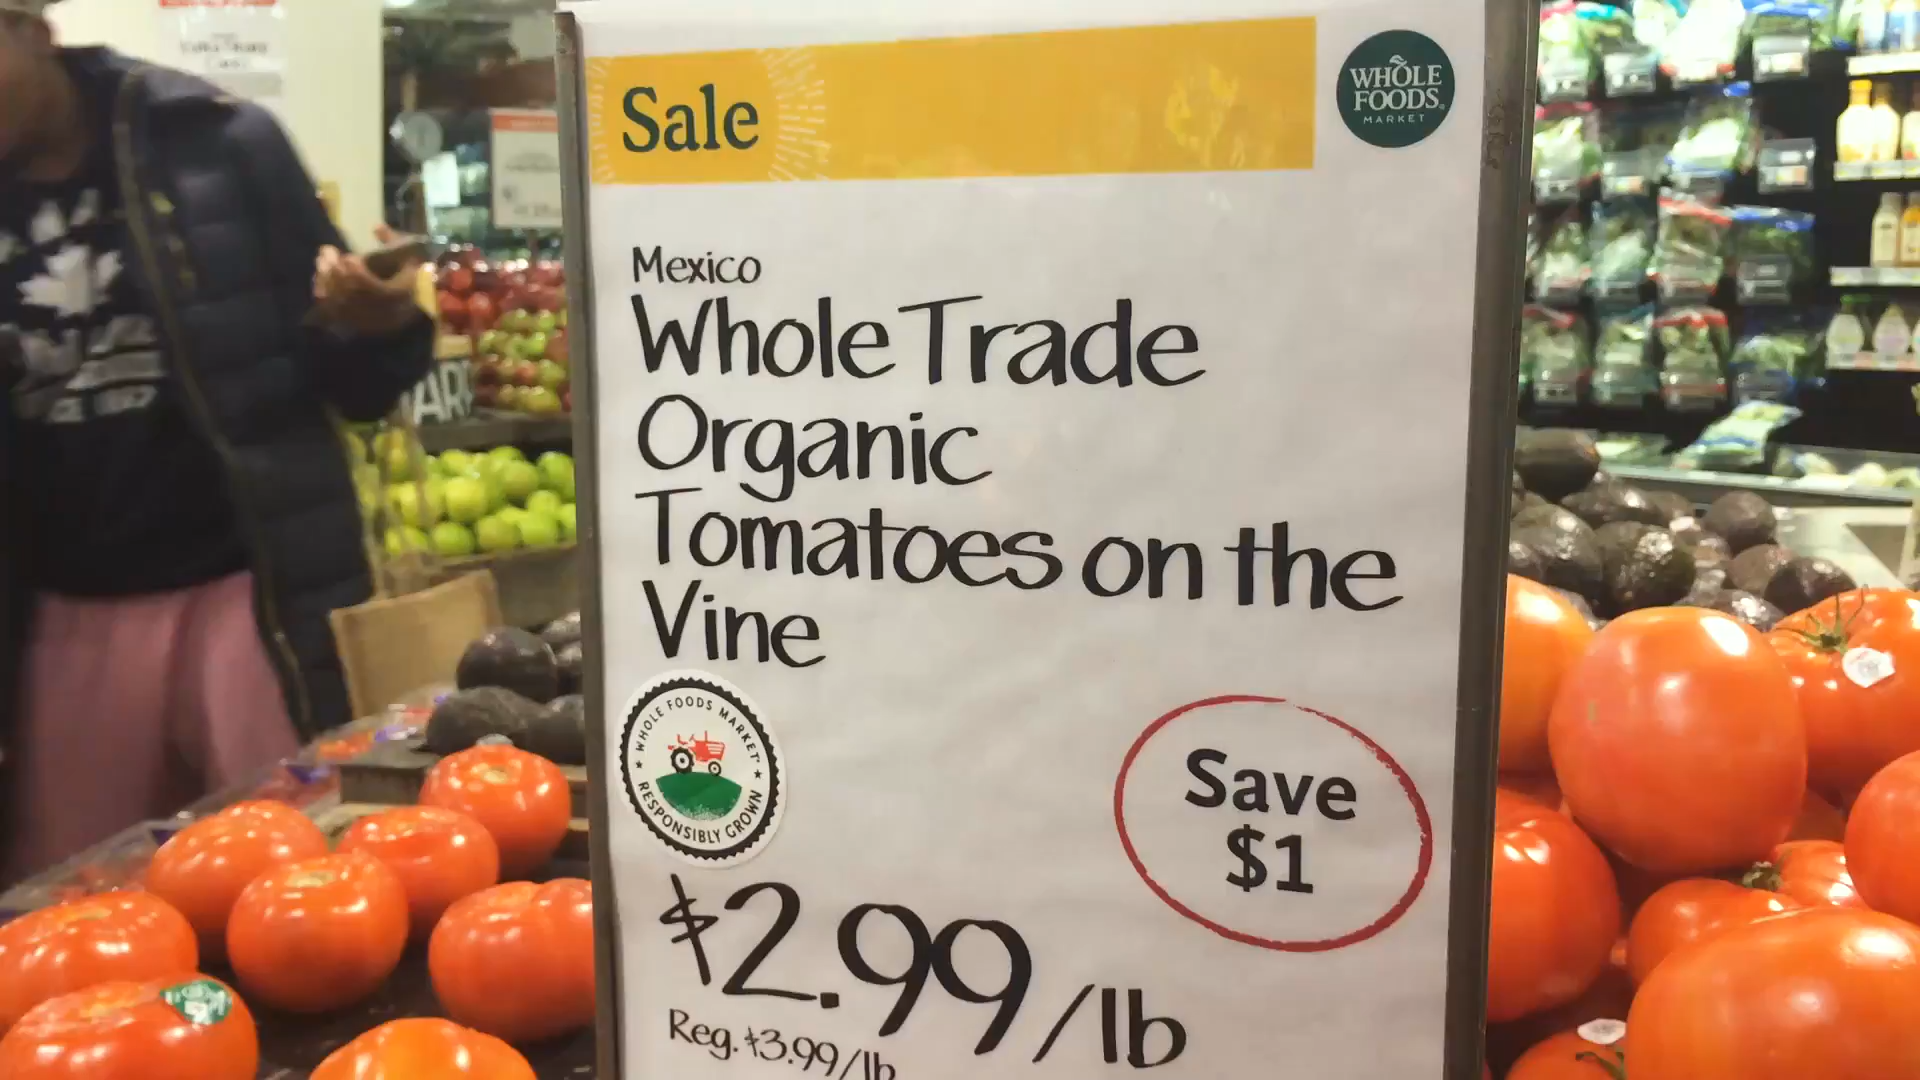 Sale
WHOLE
FOODS
MARKET
Mexico
Whole Trade
Organic
Tomatoes on the
Vine
WHOLE FOODS MARKET
RESPONSIBLY GROWN
Save
$1
$2.99/lb
Reg. $3.99/lb